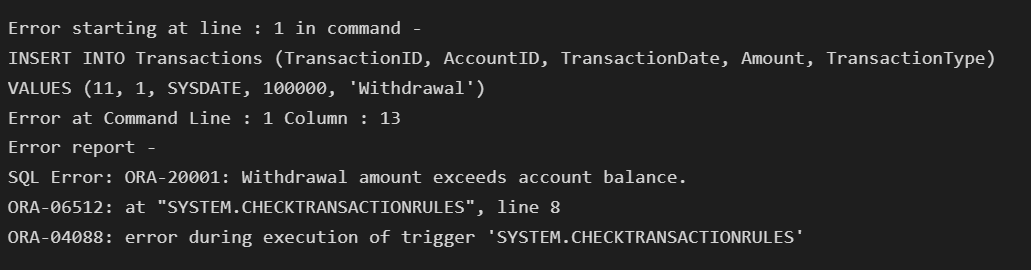 Error starting at line : 1 in command -
INSERT INTO Transactions (TransactionID, AccountID, TransactionDate, Amount, TransactionType)
VALUES (11, 1, SYSDATE, 100000, 'Withdrawal')
Error at Command Line : 1 Column : 13
Error report -
SQL Error: ORA-20001: Withdrawal amount exceeds account balance.
ORA-06512: at "SYSTEM.CHECKTRANSACTIONRULES", line 8
ORA-04088: error during execution of trigger 'SYSTEM.CHECKTRANSACTIONRULES'